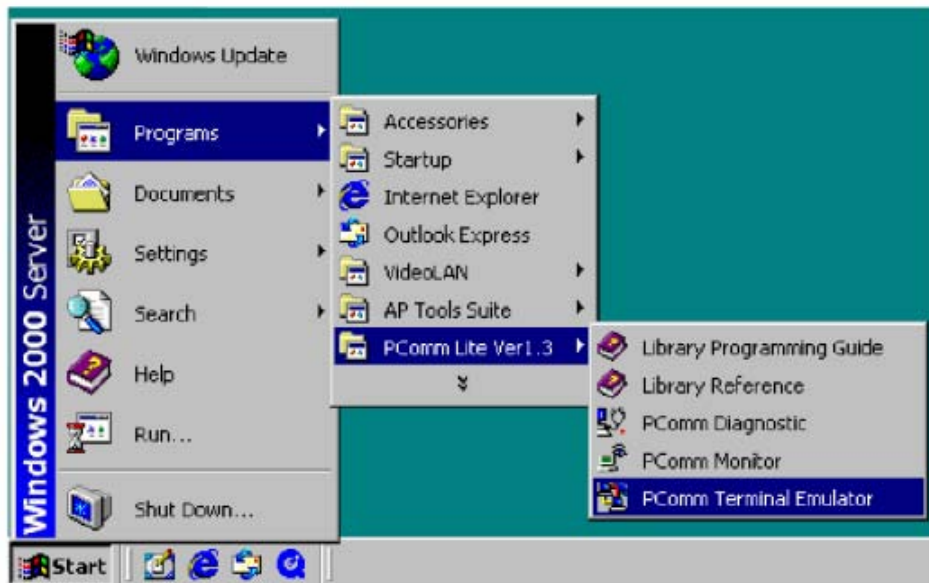 Windows 2000 Server
Windows Update
Programs
Documents
Settings
Search
Help
Run...
Shut Down...
Accessories
Startup
Internet Explorer
Outlook Express
VideoLAN
AP Tools Suite
PComm Lite Ver1.3
Library Programming Guide
Library Reference
PComm Diagnostic
PComm Monitor
PComm Terminal Emulator
Start